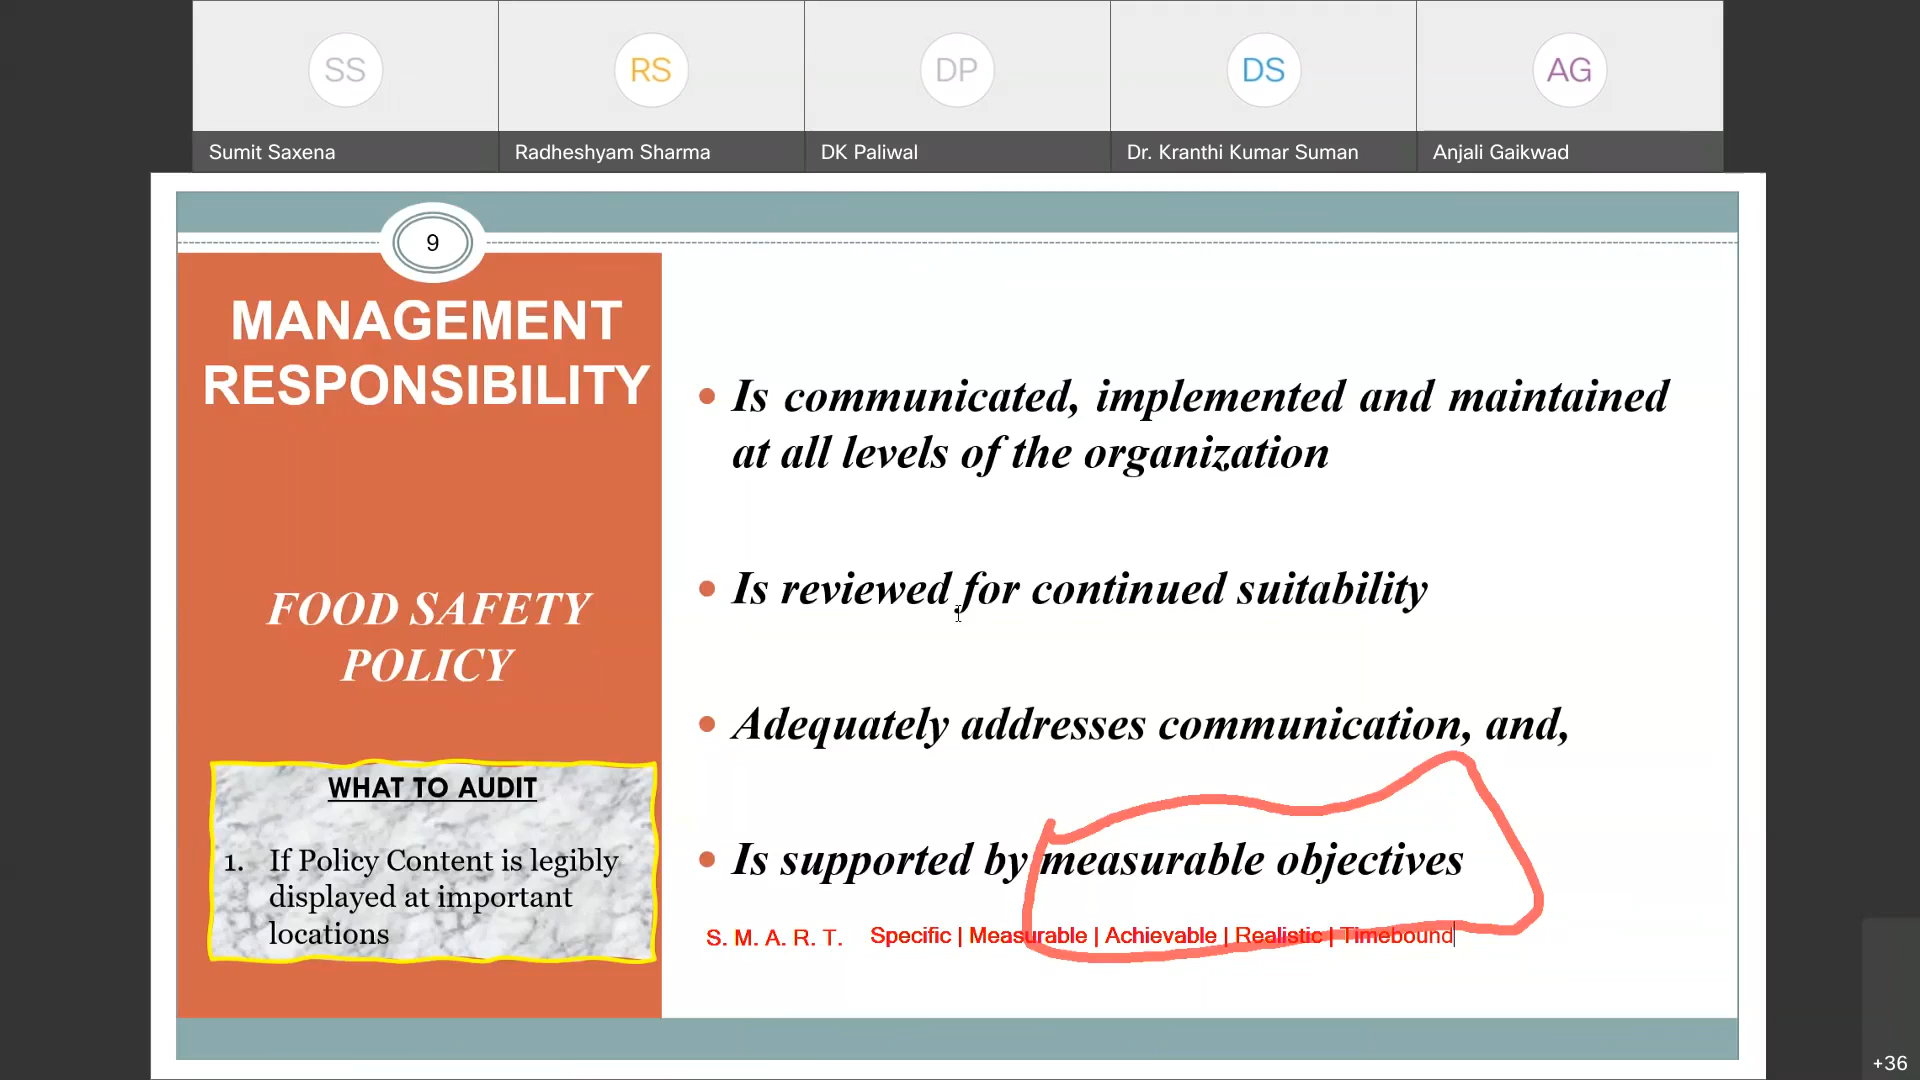 SS
RS
DP
DS
AG
Sumit Saxena
Radheshyam Sharma
DK Paliwal
Dr. Kranthi Kumar Suman
Anjali Gaikwad
9
MANAGEMENT
RESPONSIBILITY
FOOD SAFETY
POLICY
WHAT TO AUDIT
1. If Policy Content is legibly
displayed at important
locations
• Is communicated, implemented and maintained
at all levels of the organization
• Is reviewed for continued suitability
• Adequately addresses communication, and,
• Is supported by measurable objectives
S. M. A. R. T. Specific | Measurable | Achievable | Realistic | Timebound
+36